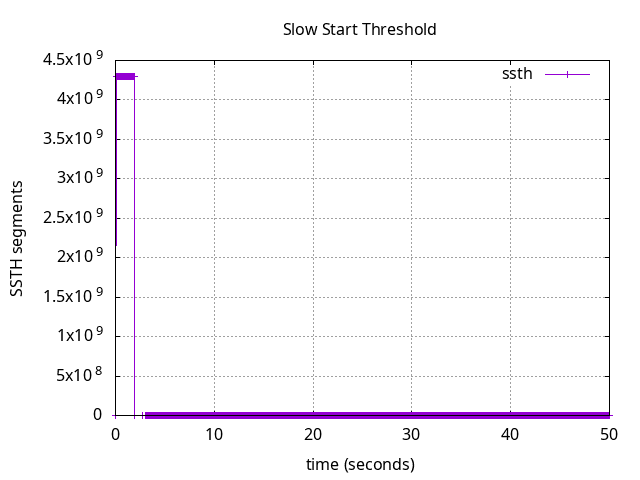 Slow Start Threshold
ssth
4.5x10^9
4x10^9
3.5x10^9
3x10^9
2.5x10^9
2x10^9
1.5x10^9
1x10^9
5x10^8
0
SSTH segments
0 10 20 30 40 50
time (seconds)